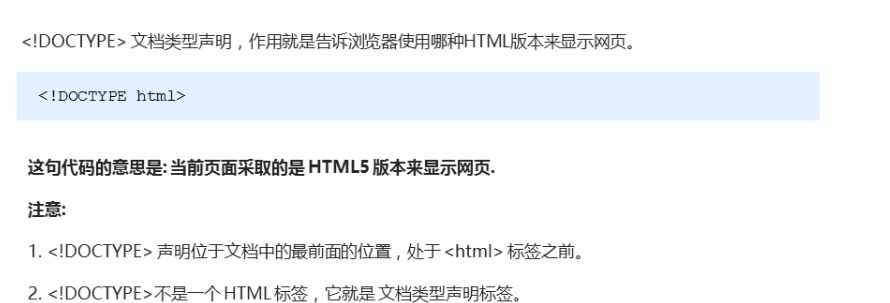 <!DOCTYPE> 文档类型声明，作用就是告诉浏览器使用哪种HTML版本来显示网页。
<!DOCTYPE html>
这句代码的意思是: 当前页面采取的是 HTML5 版本来显示网页.
注意:
1. <!DOCTYPE> 声明位于文档中的最前面的位置，处于 <html> 标签之前。
2. <!DOCTYPE>不是一个 HTML 标签，它就是 文档类型声明标签。